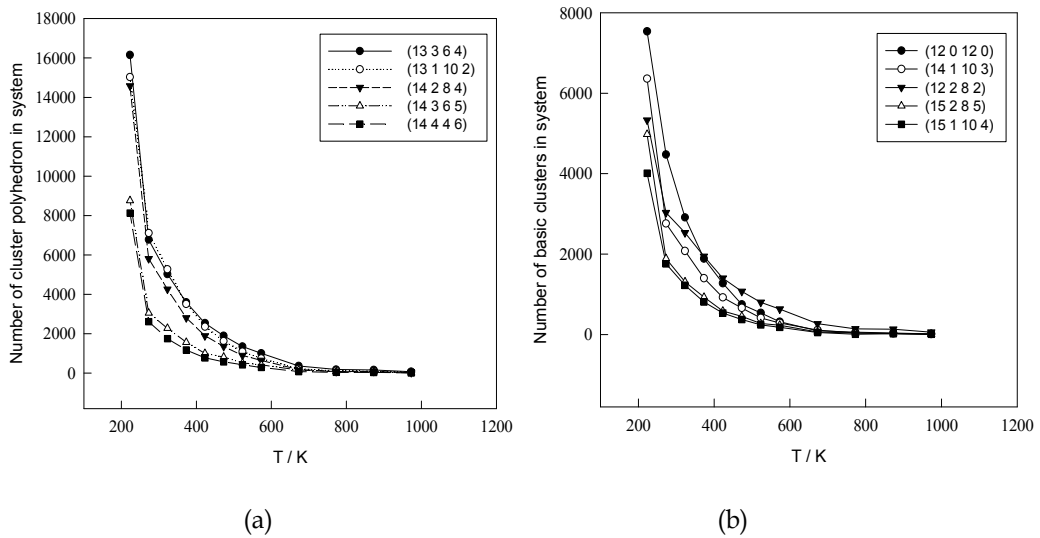 18000
16000
14000
12000
10000
8000
6000
4000
2000
0
Number of cluster polyhedron in system
(13 3 6 4)
(13 1 10 2)
(14 2 8 4)
(14 3 6 5)
(14 4 4 6)
200 400 600 800 1000 1200
T / K
(a)
8000
6000
4000
2000
0
Number of basic clusters in system
(12 0 12 0)
(14 1 10 3)
(12 2 8 2)
(15 2 8 5)
(15 1 10 4)
200 400 600 800 1000 1200
T / K
(b)